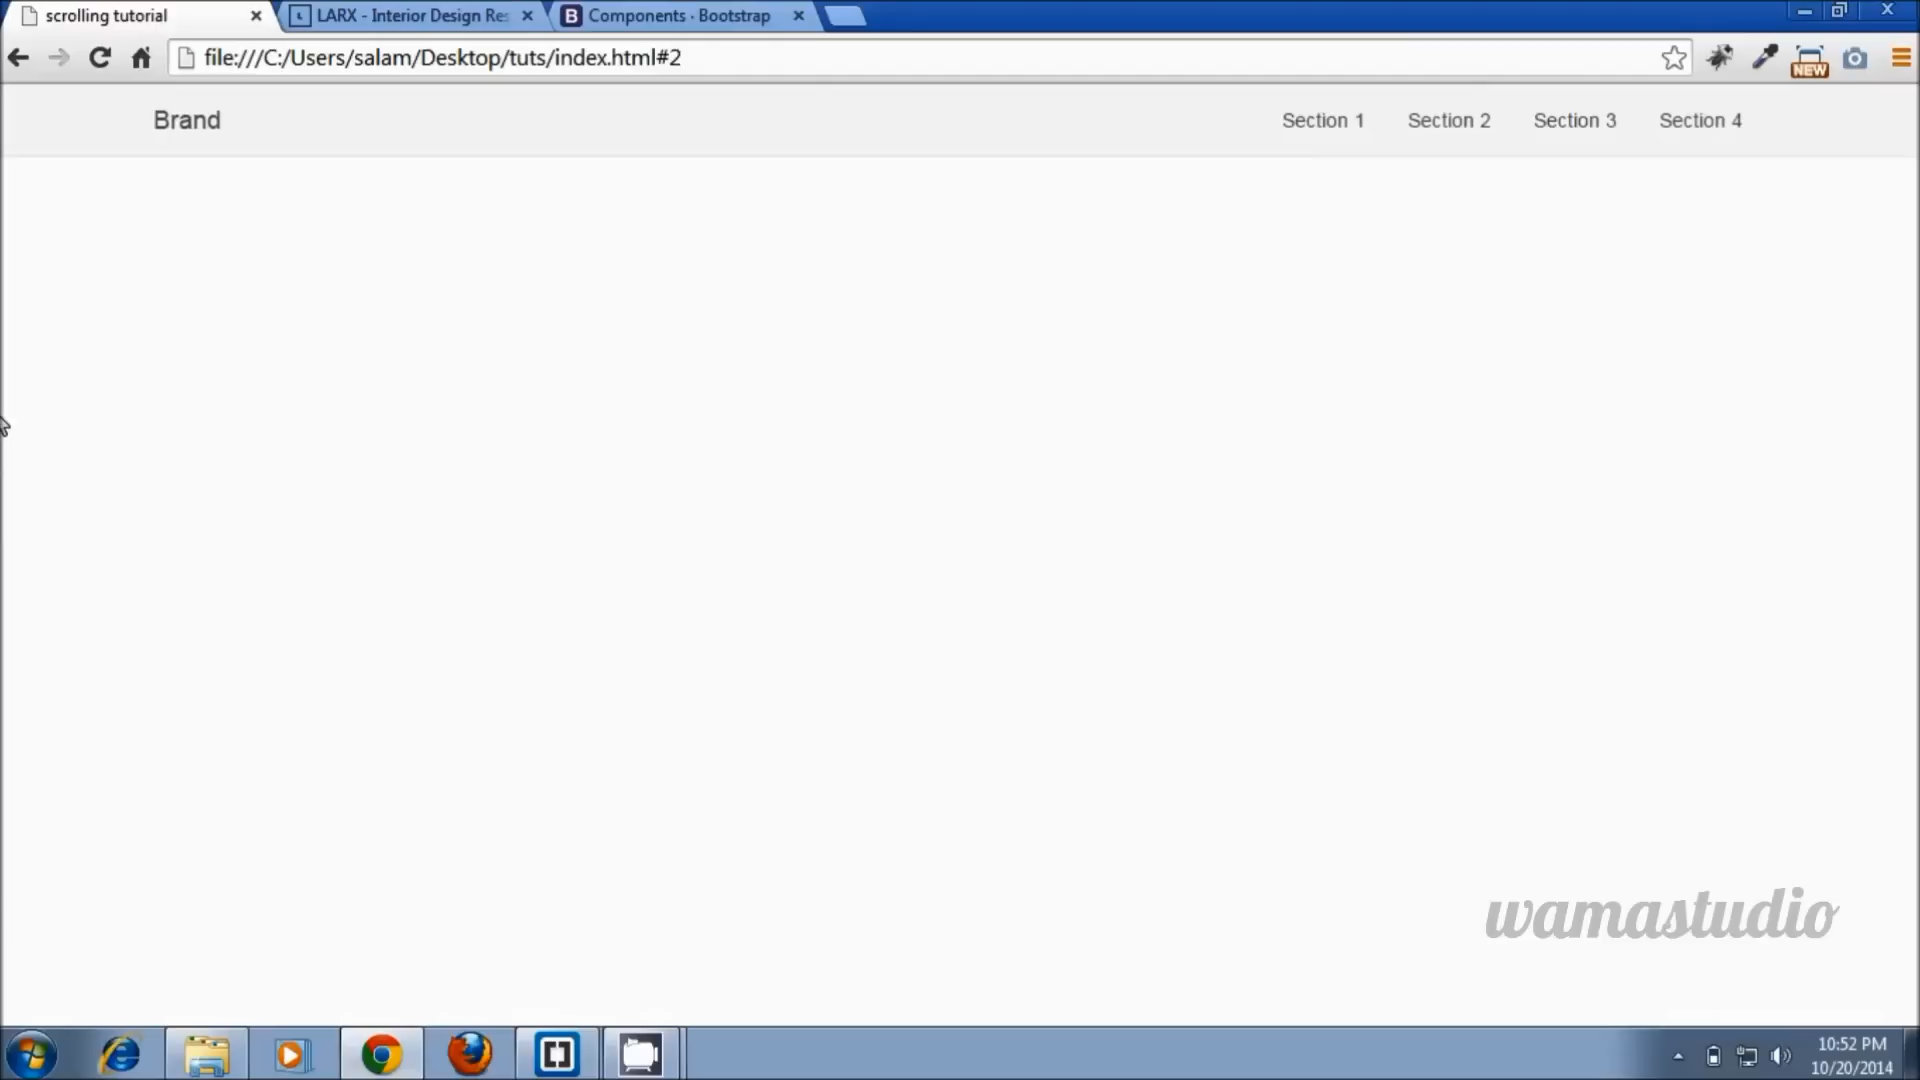 scrolling tutorial
LARX - Interior Design Res
Components · Bootstrap
file:///C:/Users/salam/Desktop/tuts/index.html#2
NEW
Brand
Section 1
Section 2
Section 3
Section 4
wamastudio
10:52 PM
10/20/2014